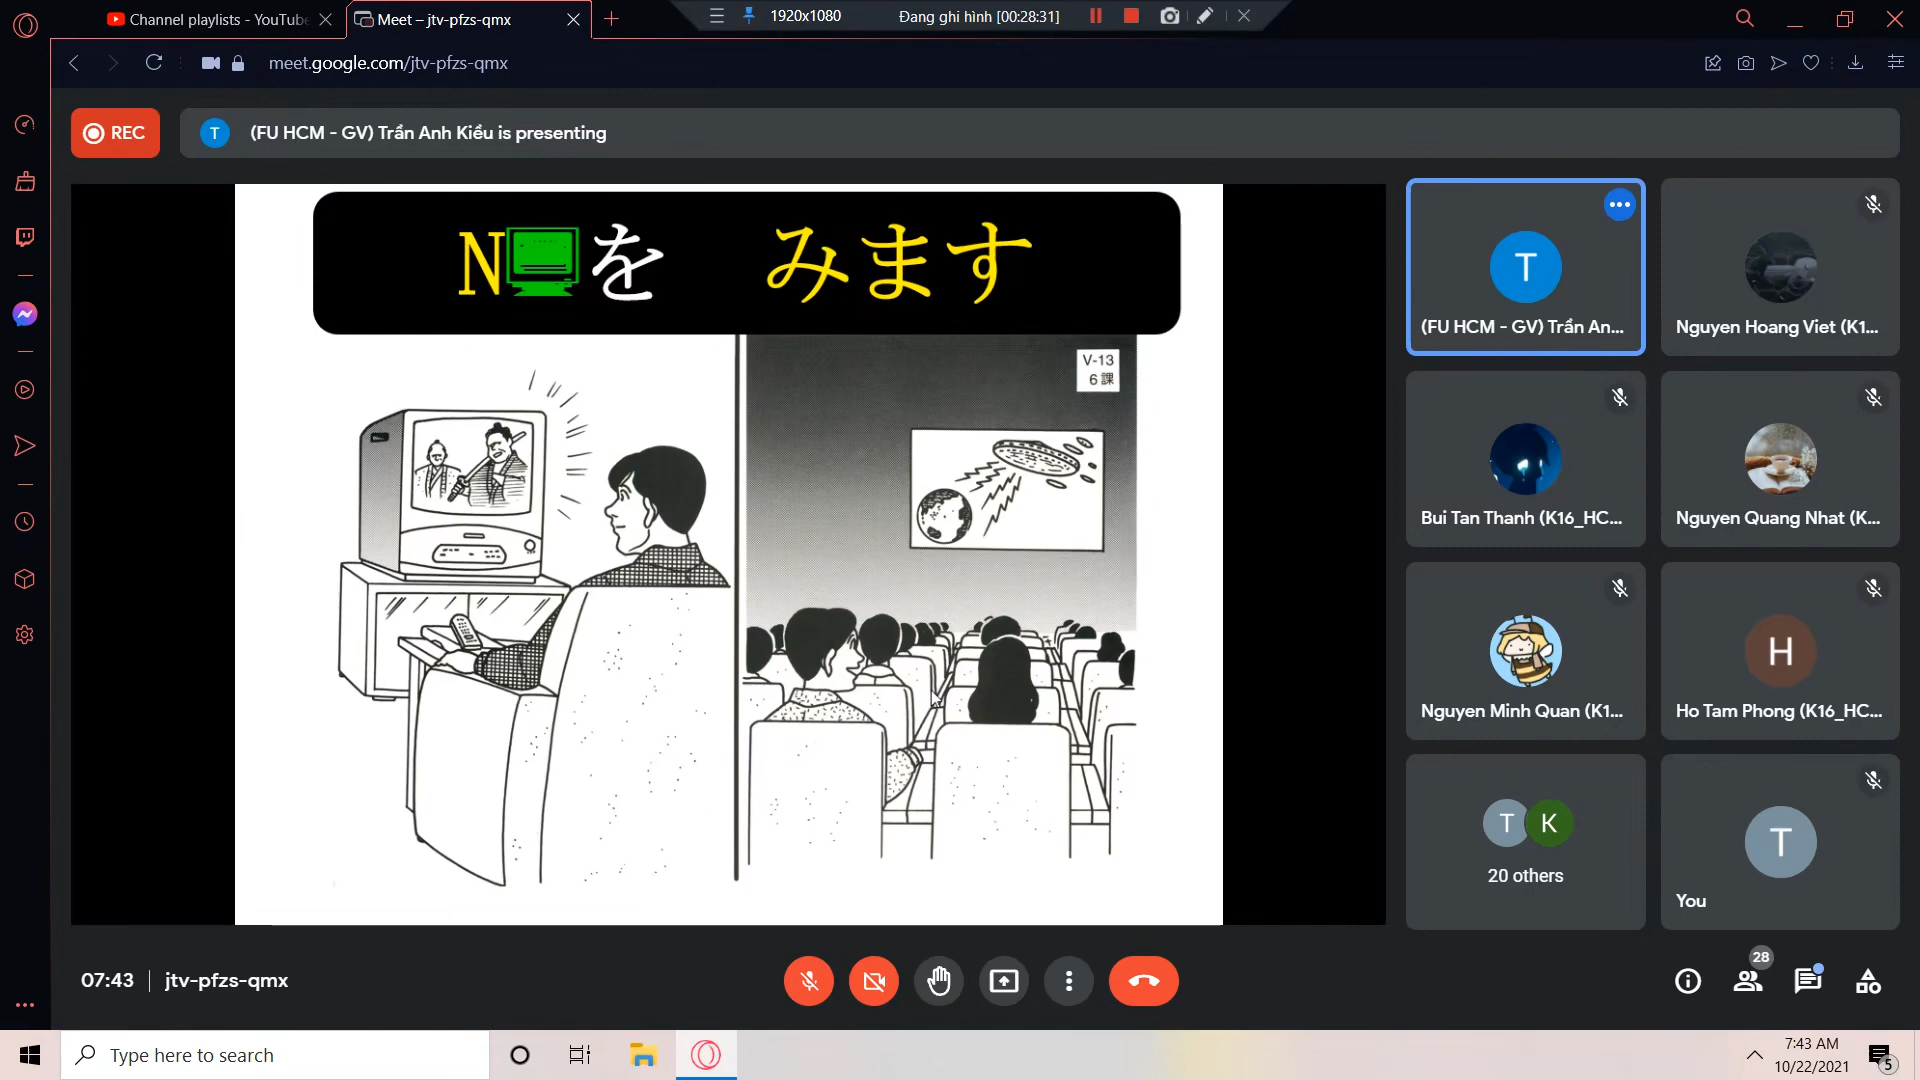 Channel playlists - YouTube
Meet – jtv-pfzs-qmx
1920x1080
Đang ghi hình [00:28:31]
meet.google.com/jtv-pfzs-qmx
REC
T
(FU HCM - GV) Trần Anh Kiều is presenting
Nを みます
V-13
6課
T
(FU HCM - GV) Trần An...
Nguyen Hoang Viet (K1...
Bui Tan Thanh (K16_HC...
Nguyen Quang Nhat (K...
Nguyen Minh Quan (K1...
H
Ho Tam Phong (K16_HC...
T
K
20 others
T
You
07:43
jtv-pfzs-qmx
28
Type here to search
7:43 AM
10/22/2021
5